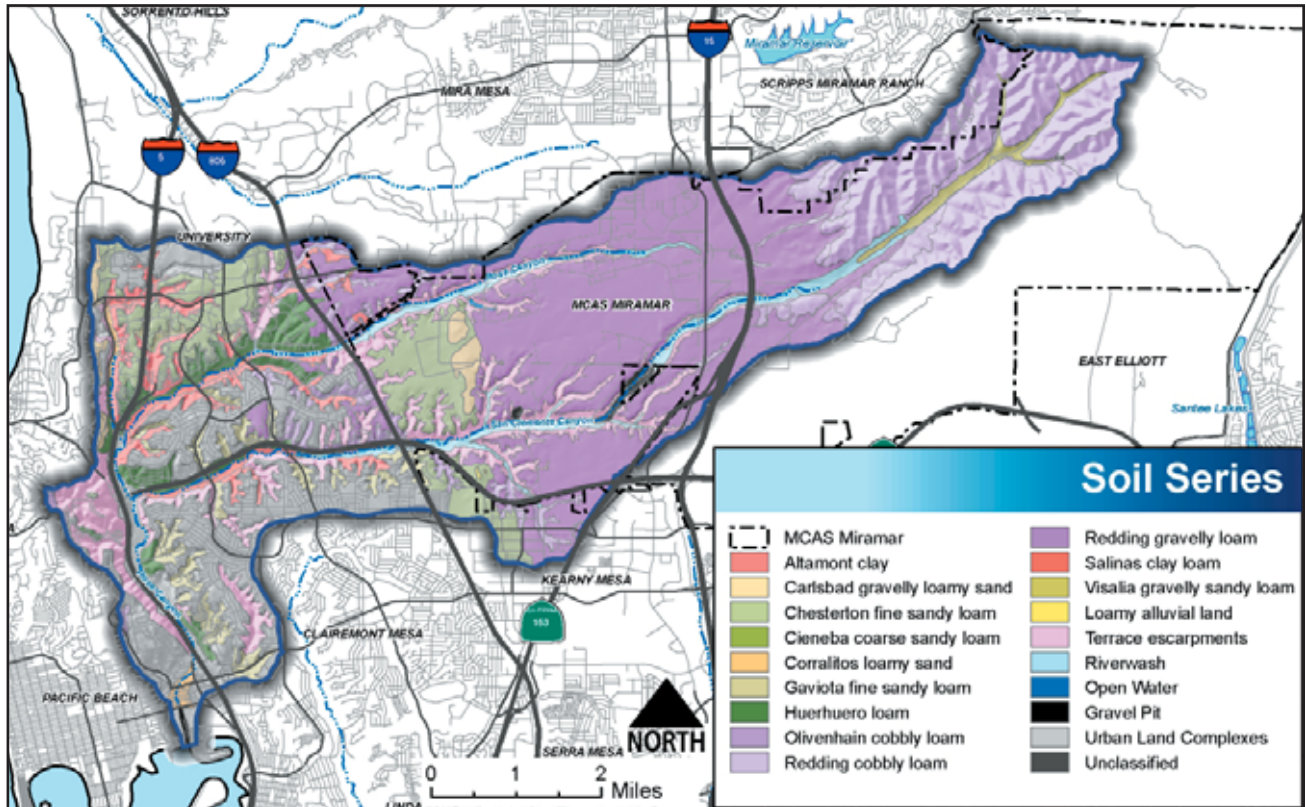 SORRENTO HILLS
15
Miramar Reservoir
SCRIPPS MIRAMAR RANCH
MIRA MESA
5
805
UNIVERSITY
MCAS MIRAMAR
EAST ELLIOTT
Santee Lakes
San Clemente Canyon
KEARNY MESA
163
CLAIREMONT MESA
PACIFIC BEACH
SERRA MESA
NORTH
0 1 2
Miles
LINDA
Soil Series
MCAS Miramar
Altamont clay
Carlsbad gravelly loamy sand
Chesterton fine sandy loam
Cieneba coarse sandy loam
Corralitos loamy sand
Gaviota fine sandy loam
Huerhuero loam
Olivenhain cobbly loam
Redding cobbly loam
Redding gravelly loam
Salinas clay loam
Visalia gravelly sandy loam
Loamy alluvial land
Terrace escarpments
Riverwash
Open Water
Gravel Pit
Urban Land Complexes
Unclassified